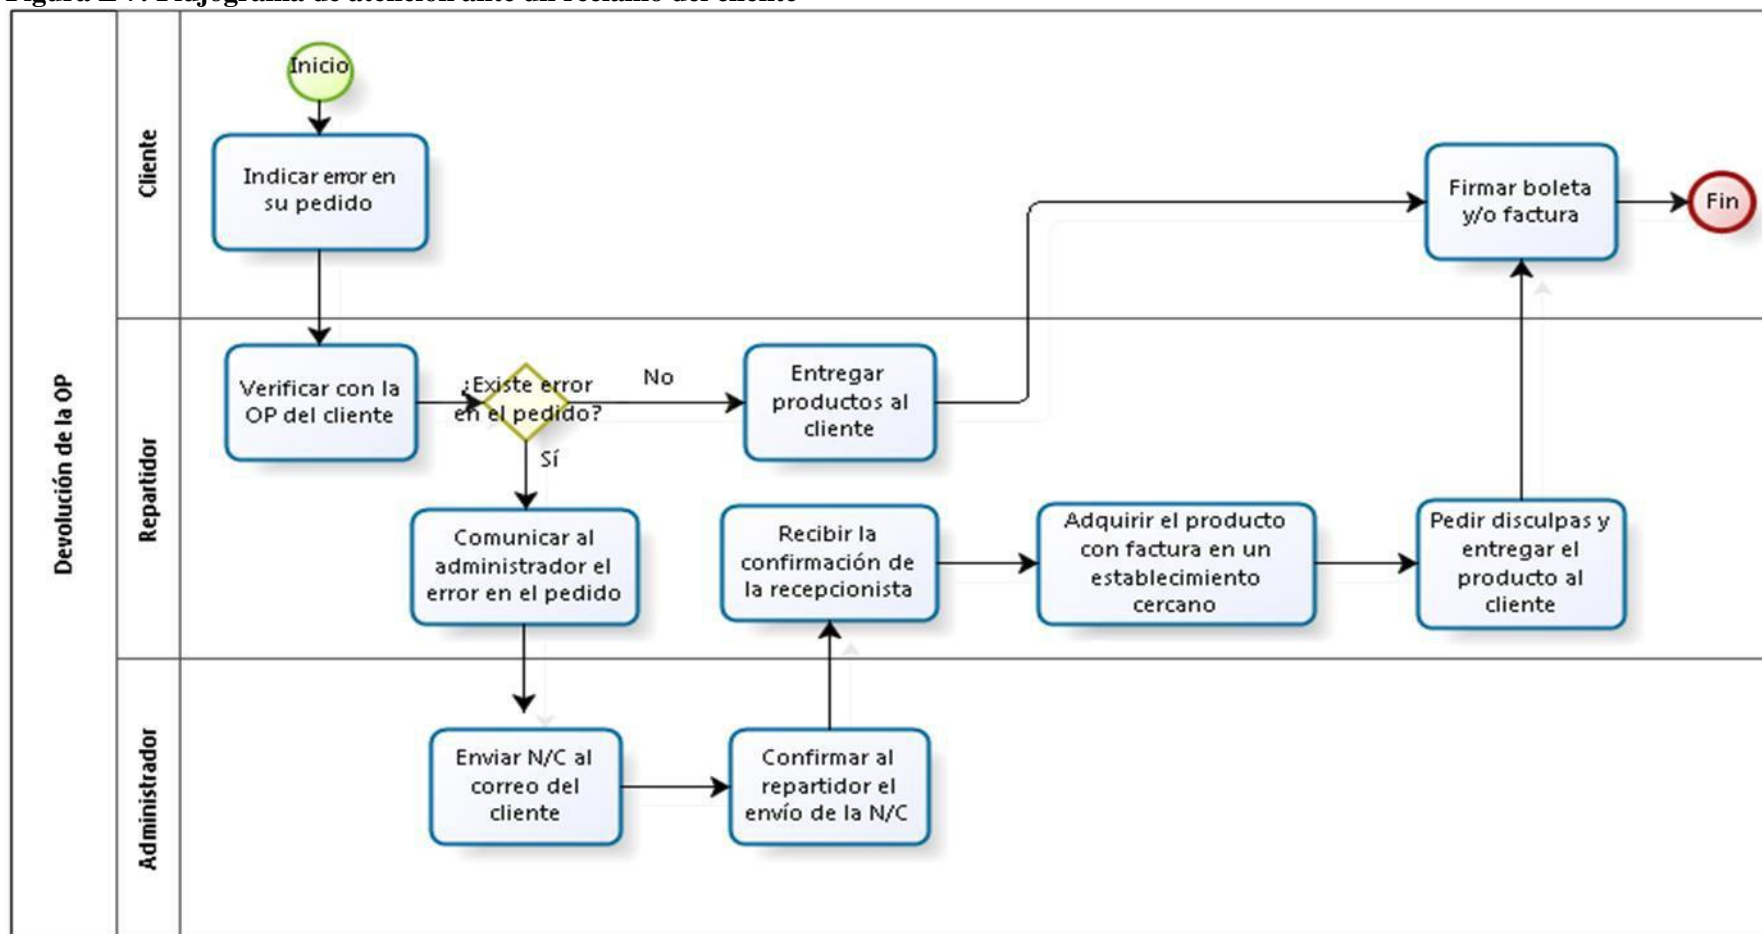 Devolución de la OP
Cliente
Inicio
Indicar error en
su pedido
Firmar boleta
y/o factura
Fin
Repartidor
Verificar con la
OP del cliente
¿Existe error
en el pedido?
No
Sí
Entregar
productos al
cliente
Comunicar al
administrador el
error en el pedido
Recibir la
confirmación de
la recepcionista
Adquirir el producto
con factura en un
establecimiento
cercano
Pedir disculpas y
entregar el
producto al
cliente
Administrador
Enviar N/C al
correo del
cliente
Confirmar al
repartidor el
envío de la N/C